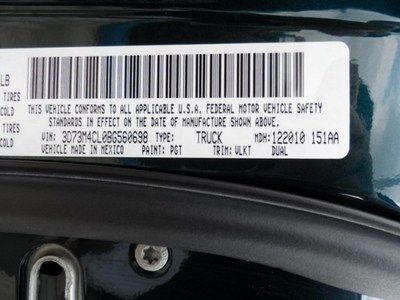 LB
TIRES
COLD
TIRES
COLD
THIS VEHICLE CONFORMS TO ALL APPLICABLE U.S.A. FEDERAL MOTOR VEHICLE SAFETY
STANDARDS IN EFFECT ON THE DATE OF MANUFACTURE SHOWN ABOVE.
VIN: 3D73M4CL0BG560698 TYPE: TRUCK MDH: 122010 151AA
VEHICLE MADE IN MEXICO PAINT: PGT TRIM: VLKT DUAL